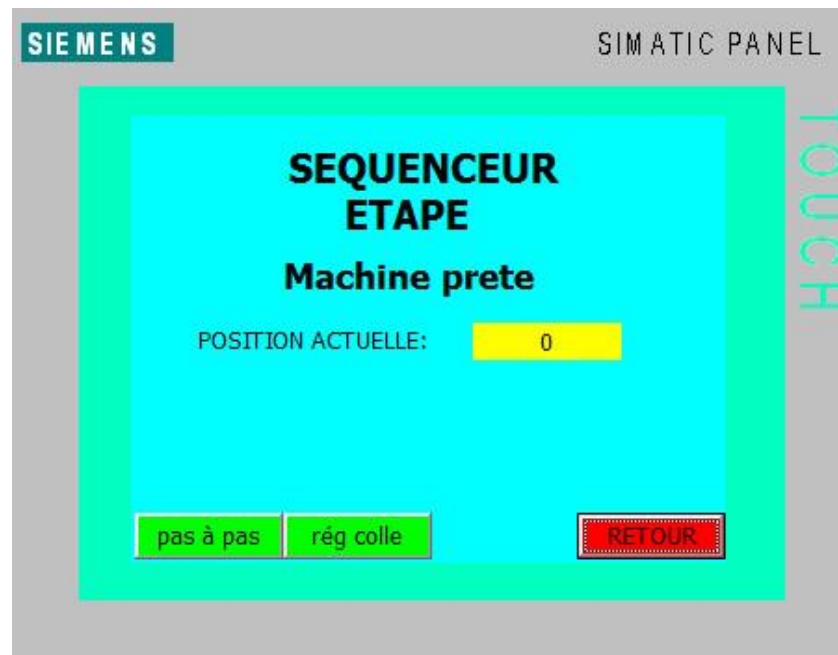 SIEMENS
SIMATIC PANEL
TOUCH
SEQUENCEUR
ETAPE
Machine prete
POSITION ACTUELLE: 0
pas à pas rég colle RETOUR